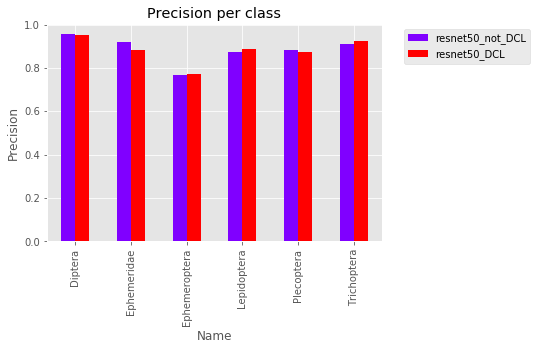 Precision per class
resnet50_not_DCL
resnet50_DCL
Precision
1.0
0.8
0.6
0.4
0.2
0.0
Diptera
Ephemeridae
Ephemeroptera
Lepidoptera
Plecoptera
Trichoptera
Name